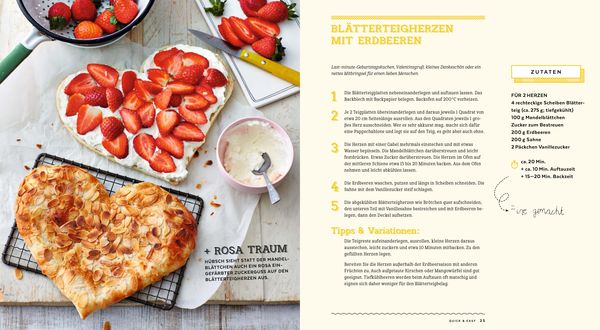 + ROSA TRAUM
HÜBSCH SIEHT STATT DER MANDEL-
BLÄTTCHEN AUCH EIN ROSA EIN-
GEFÄRBTER ZUCKERGUSS AUF DEN
BLÄTTERTEIGHERZEN AUS.
BLÄTTERTEIGHERZEN
MIT ERDBEEREN
Last-minute-Geburtstagskuchen, Valentinsgruß, kleines Dankeschön oder ein
nettes Mitbringsel für einen lieben Menschen
1 Die Blätterteigplatten nebeneinanderlegen und auftauen lassen. Das
Backblech mit Backpapier belegen. Backofen auf 200°C vorheizen.
2 Je 2 Teigplatten übereinanderlegen und daraus jeweils 1 Quadrat von
etwa 20 cm Seitenlänge ausrollen. Aus den Quadraten jeweils 1 gro-
ßes Herz ausschneiden. Wer es sehr akkurat mag, macht sich dafür
eine Pappschablone und legt sie auf den Teig, es geht aber auch ohne.
3 Die Herzen mit einer Gabel mehrmals einstechen und mit etwas
Wasser bepinseln. Die Mandelblättchen darüberstreuen und leicht
festdrücken. Etwas Zucker darüberstreuen. Die Herzen im Ofen auf
der mittleren Schiene etwa 15 bis 20 Minuten backen. Aus dem Ofen
nehmen und leicht abkühlen lassen.
4 Die Erdbeeren waschen, putzen und längs in Scheiben schneiden. Die
Sahne mit dem Vanillezucker steif schlagen.
5 Die abgekühlten Blätterteigherzen wie Brötchen quer aufschneiden,
den unteren Teil mit Vanillesahne bestreichen und mit Erdbeeren be-
legen, dann den Deckel aufsetzen.
Tipps & Variationen:
Die Teigreste aufeinanderlegen, ausrollen, kleine Herzen daraus
ausstechen, leicht zuckern und etwa 10 Minuten mitbacken. Zu den
gefüllten Herzen legen.
Bereiten Sie die Herzen außerhalb der Erdbeersaison mit anderen
Früchten zu. Auch aufgetaute Kirschen oder Mangowürfel sind gut
geeignet. Tiefkühlbeeren werden beim Auftauen oft matschig und
eignen sich daher weniger für den Blätterteigbelag.
ZUTATEN
FÜR 2 HERZEN
4 rechteckige Scheiben Blätter-
teig (ca. 275 g, tiefgekühlt)
100 g Mandelblättchen
Zucker zum Bestreuen
200 g Erdbeeren
200 g Sahne
2 Päckchen Vanillezucker
ca. 20 Min.
+ ca. 10 Min. Auftauzeit
+ 15–20 Min. Backzeit
gemacht
QUICK & EASY 25